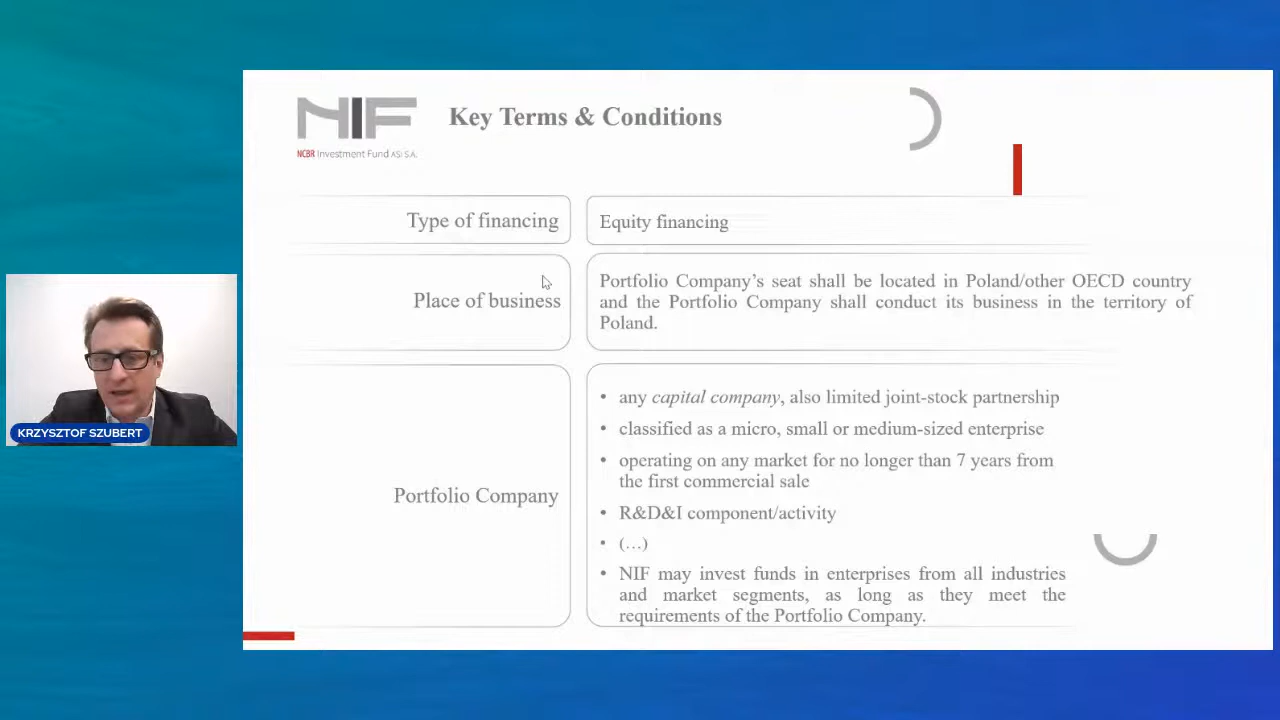 NIF
NCBR Investment Fund ASI S.A.
Key Terms & Conditions
Type of financing
Equity financing
Place of business
Portfolio Company's seat shall be located in Poland/other OECD country
and the Portfolio Company shall conduct its business in the territory of
Poland.
Portfolio Company
• any capital company, also limited joint-stock partnership
• classified as a micro, small or medium-sized enterprise
• operating on any market for no longer than 7 years from
the first commercial sale
• R&D&I component/activity
• (…)
• NIF may invest funds in enterprises from all industries
and market segments, as long as they meet the
requirements of the Portfolio Company.
KRZYSZTOF SZUBERT